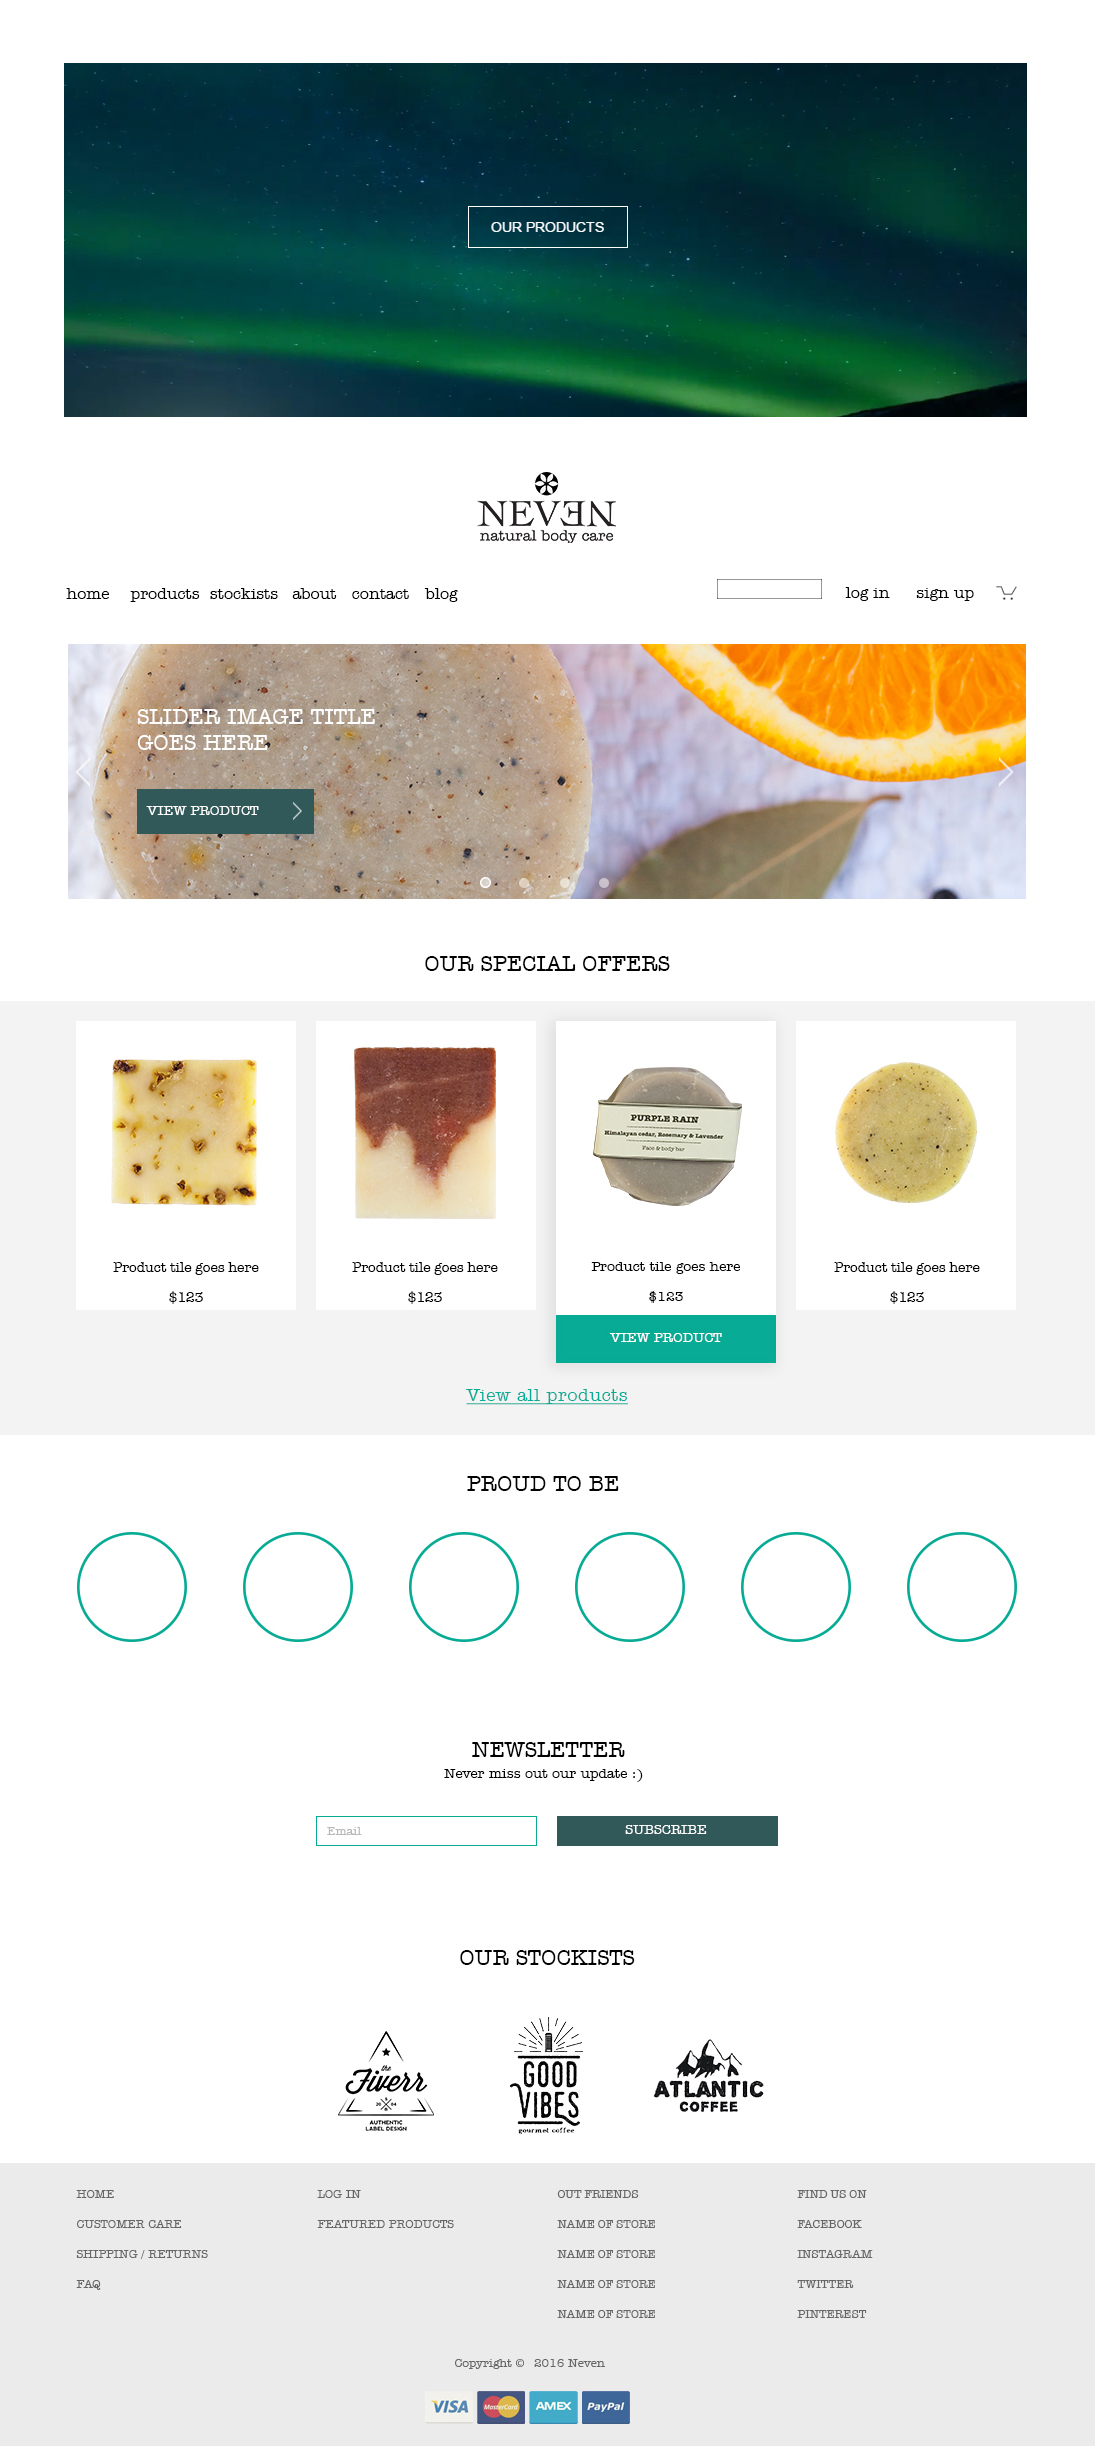 OUR PRODUCTS
NEVƎN
natural body care
home products stockists about contact blog
log in sign up
SLIDER IMAGE TITLE
GOES HERE
VIEW PRODUCT
OUR SPECIAL OFFERS
PURPLE RAIN
Himalayan cedar, Rosemary & Lavender
Face & body bar
Product tile goes here
$123
Product tile goes here
$123
Product tile goes here
$123
VIEW PRODUCT
Product tile goes here
$123
View all products
PROUD TO BE
NEWSLETTER
Never miss out our update :)
Email
SUBSCRIBE
OUR STOCKISTS
the
Fiverr
20 04
AUTHENTIC
LABEL DESIGN
GOOD
VIBES
gourmet coffee
ATLANTIC
COFFEE
HOME
CUSTOMER CARE
SHIPPING / RETURNS
FAQ
LOG IN
FEATURED PRODUCTS
OUT FRIENDS
NAME OF STORE
NAME OF STORE
NAME OF STORE
NAME OF STORE
FIND US ON
FACEBOOK
INSTAGRAM
TWITTER
PINTEREST
Copyright © 2016 Neven
VISA
MasterCard
AMEX
PayPal